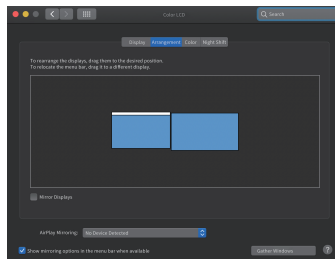 Color LCD
Search
Display Arrangement Color Night Shift
To rearrange the displays, drag them to the desired position.
To relocate the menu bar, drag it to a different display.
Mirror Displays
AirPlay Mirroring: No Device Detected
Show mirroring options in the menu bar when available
Gather Windows
?